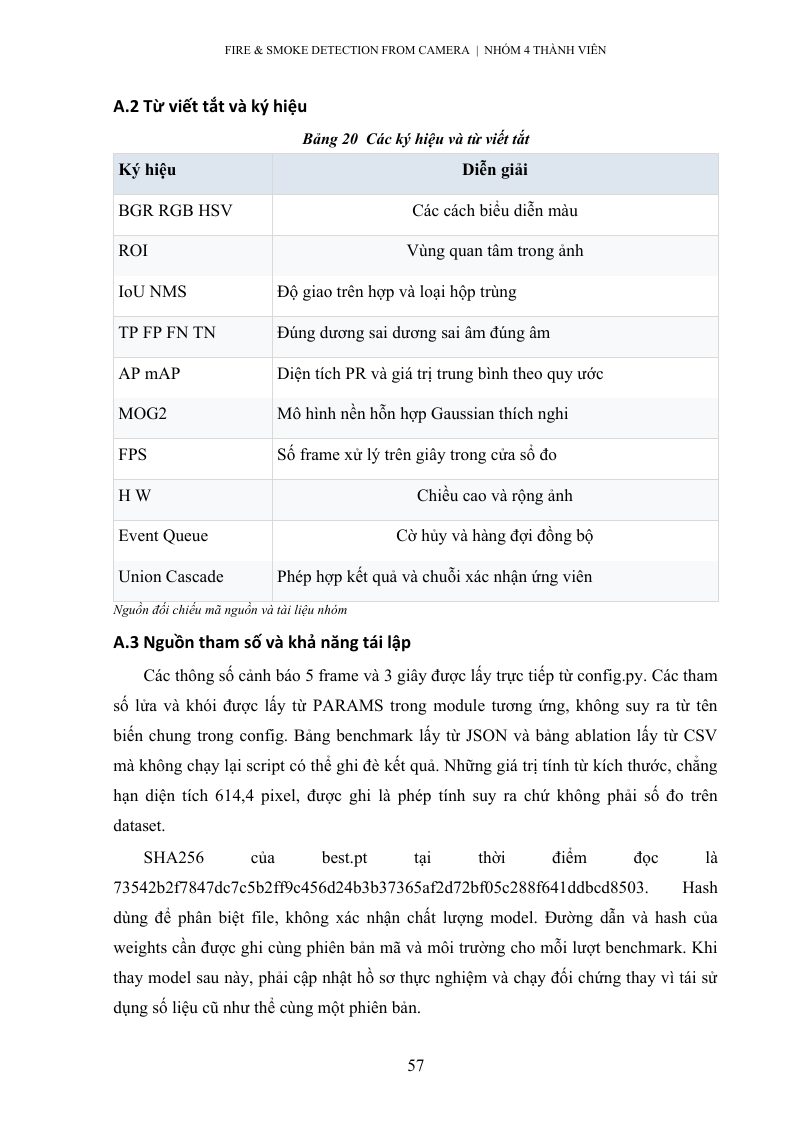 FIRE & SMOKE DETECTION FROM CAMERA | NHÓM 4 THÀNH VIÊN
A.2 Từ viết tắt và ký hiệu
Bảng 20 Các ký hiệu và từ viết tắt
Ký hiệu Diễn giải
BGR RGB HSV Các cách biểu diễn màu
ROI Vùng quan tâm trong ảnh
IoU NMS Độ giao trên hợp và loại hộp trùng
TP FP FN TN Đúng dương sai dương sai âm đúng âm
AP mAP Diện tích PR và giá trị trung bình theo quy ước
MOG2 Mô hình nền hỗn hợp Gaussian thích nghi
FPS Số frame xử lý trên giây trong cửa sổ đo
H W Chiều cao và rộng ảnh
Event Queue Cờ hủy và hàng đợi đồng bộ
Union Cascade Phép hợp kết quả và chuỗi xác nhận ứng viên
Nguồn đối chiếu mã nguồn và tài liệu nhóm
A.3 Nguồn tham số và khả năng tái lập
Các thông số cảnh báo 5 frame và 3 giây được lấy trực tiếp từ config.py. Các tham
số lửa và khói được lấy từ PARAMS trong module tương ứng, không suy ra từ tên
biến chung trong config. Bảng benchmark lấy từ JSON và bảng ablation lấy từ CSV
mà không chạy lại script có thể ghi đè kết quả. Những giá trị tính từ kích thước, chẳng
hạn diện tích 614,4 pixel, được ghi là phép tính suy ra chứ không phải số đo trên
dataset.
SHA256 của best.pt tại thời điểm đọc là
73542b2f7847dc7c5b2ff9c456d24b3b37365af2d72bf05c288f641ddbcd8503. Hash
dùng để phân biệt file, không xác nhận chất lượng model. Đường dẫn và hash của
weights cần được ghi cùng phiên bản mã và môi trường cho mỗi lượt benchmark. Khi
thay model sau này, phải cập nhật hồ sơ thực nghiệm và chạy đối chứng thay vì tái sử
dụng số liệu cũ như thể cùng một phiên bản.
57